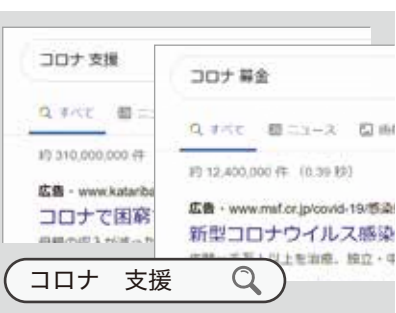 コロナ 支援
すべて
約 310,000,000 件
広告・www.katariba
コロナで困窮
コロナ 募金
すべて ニュース
約 12,400,000 件 (0.39 秒)
広告・www.msf.or.jp/covid-19/感染
新型コロナウイルス感染
コロナ 支援